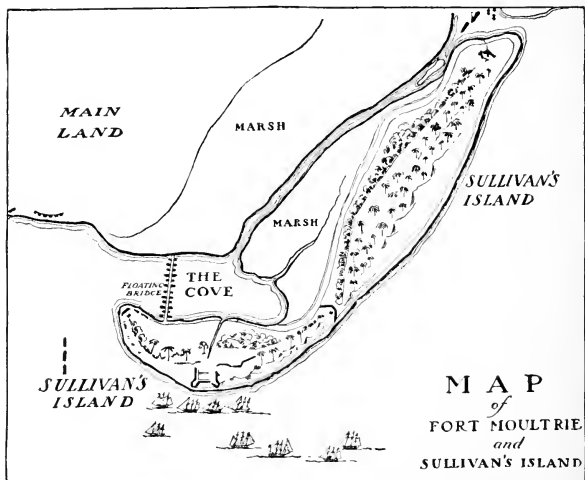 MAIN
LAND
MARSH
SULLIVAN'S
ISLAND
MARSH
FLOATING
BRIDGE
THE
COVE
SULLIVAN'S
ISLAND
MAP
of
FORT MOULTRIE
and
SULLIVAN'S ISLAND